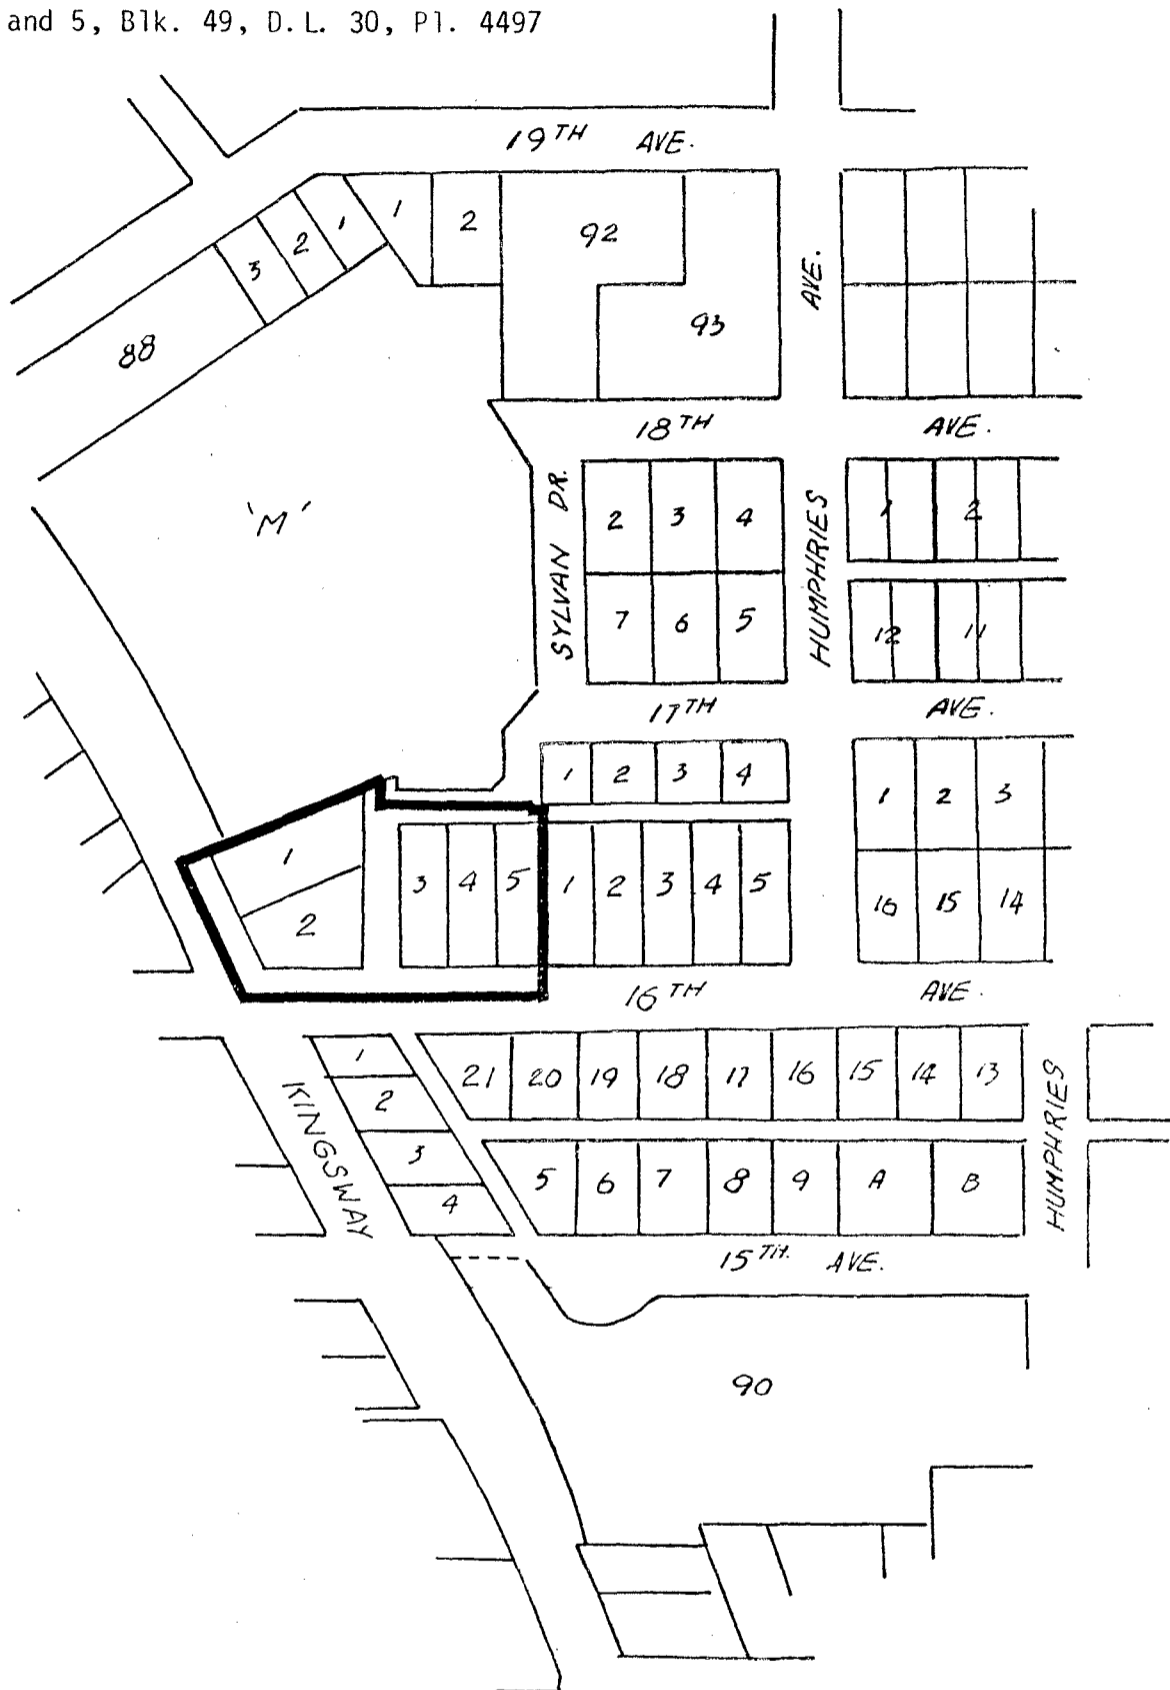 and 5, Blk. 49, D.L. 30, Pl. 4497
19TH AVE.
1
2
3
1
2
92
93
88
AVE.
18TH AVE.
'M'
SYLVAN DR.
2 3 4
7 6 5
HUMPHRIES
1 2
12 11
17TH AVE.
1 2 3 4
1 2 3
16 15 14
1
2
3 4 5
1 2 3 4 5
16TH AVE.
KINGSWAY
1
2
3
4
21 20 19 18 17 16 15 14 13
5 6 7 8 9 A B
HUMPHRIES
15TH. AVE.
90